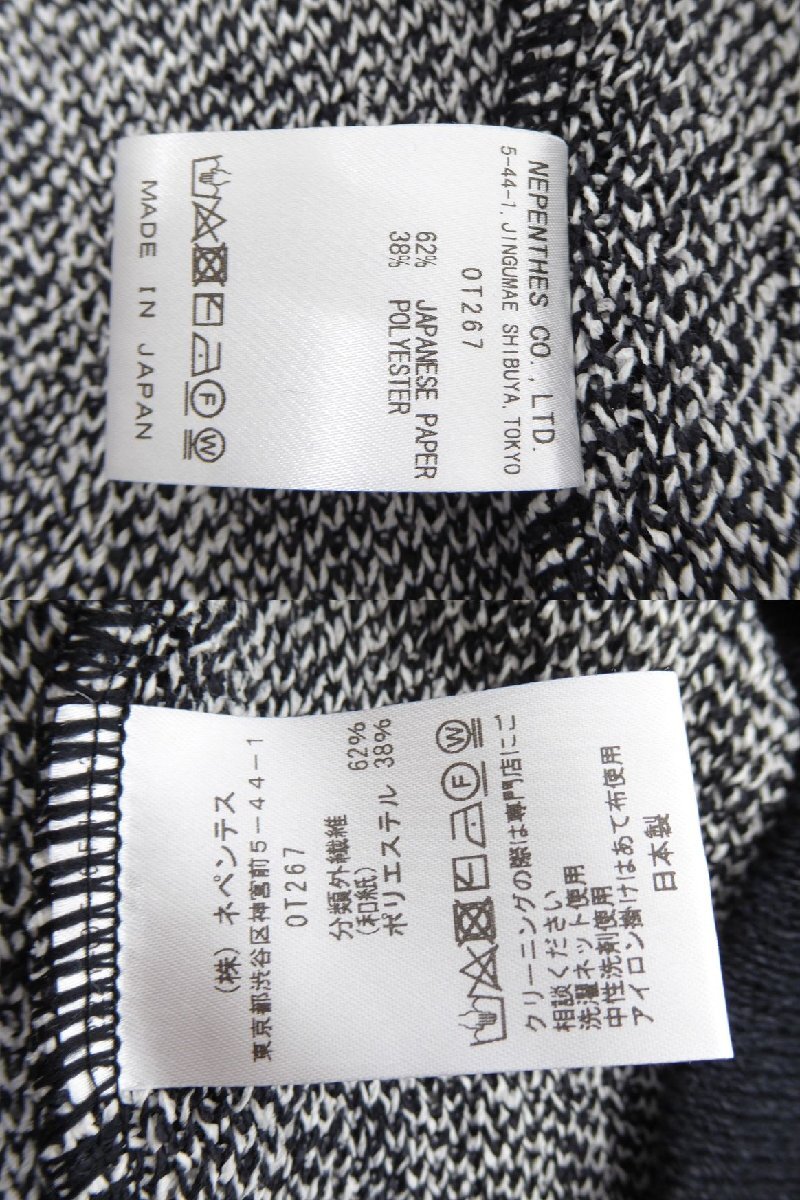 NEPENTHES CO., LTD.
5-44-1, JINGUMAE SHIBUYA, TOKYO
OT267
62% JAPANESE PAPER
38% POLYESTER
F
W
MADE IN JAPAN
(株) ネペンテス
東京都渋谷区神宮前5-44-1
OT267
分類外繊維 62%
(和紙)
ポリエステル 38%
F
W
クリーニングの際は専門店にご
相談ください
洗濯ネット使用
中性洗剤使用
アイロン掛けはあて布使用
日本製